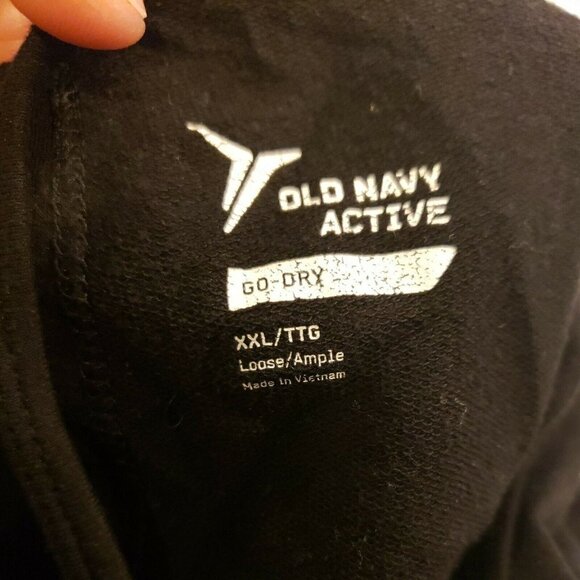 OLD NAVY
ACTIVE
GO-DRY
XXL/TTG
Loose/Ample
Made in Vietnam